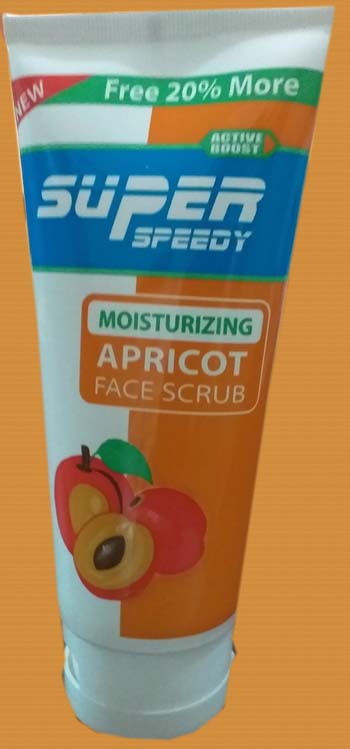 NEW
Free 20% More
ACTIVE
BOOST
SUPER
SPEEDY
MOISTURIZING
APRICOT
FACE SCRUB